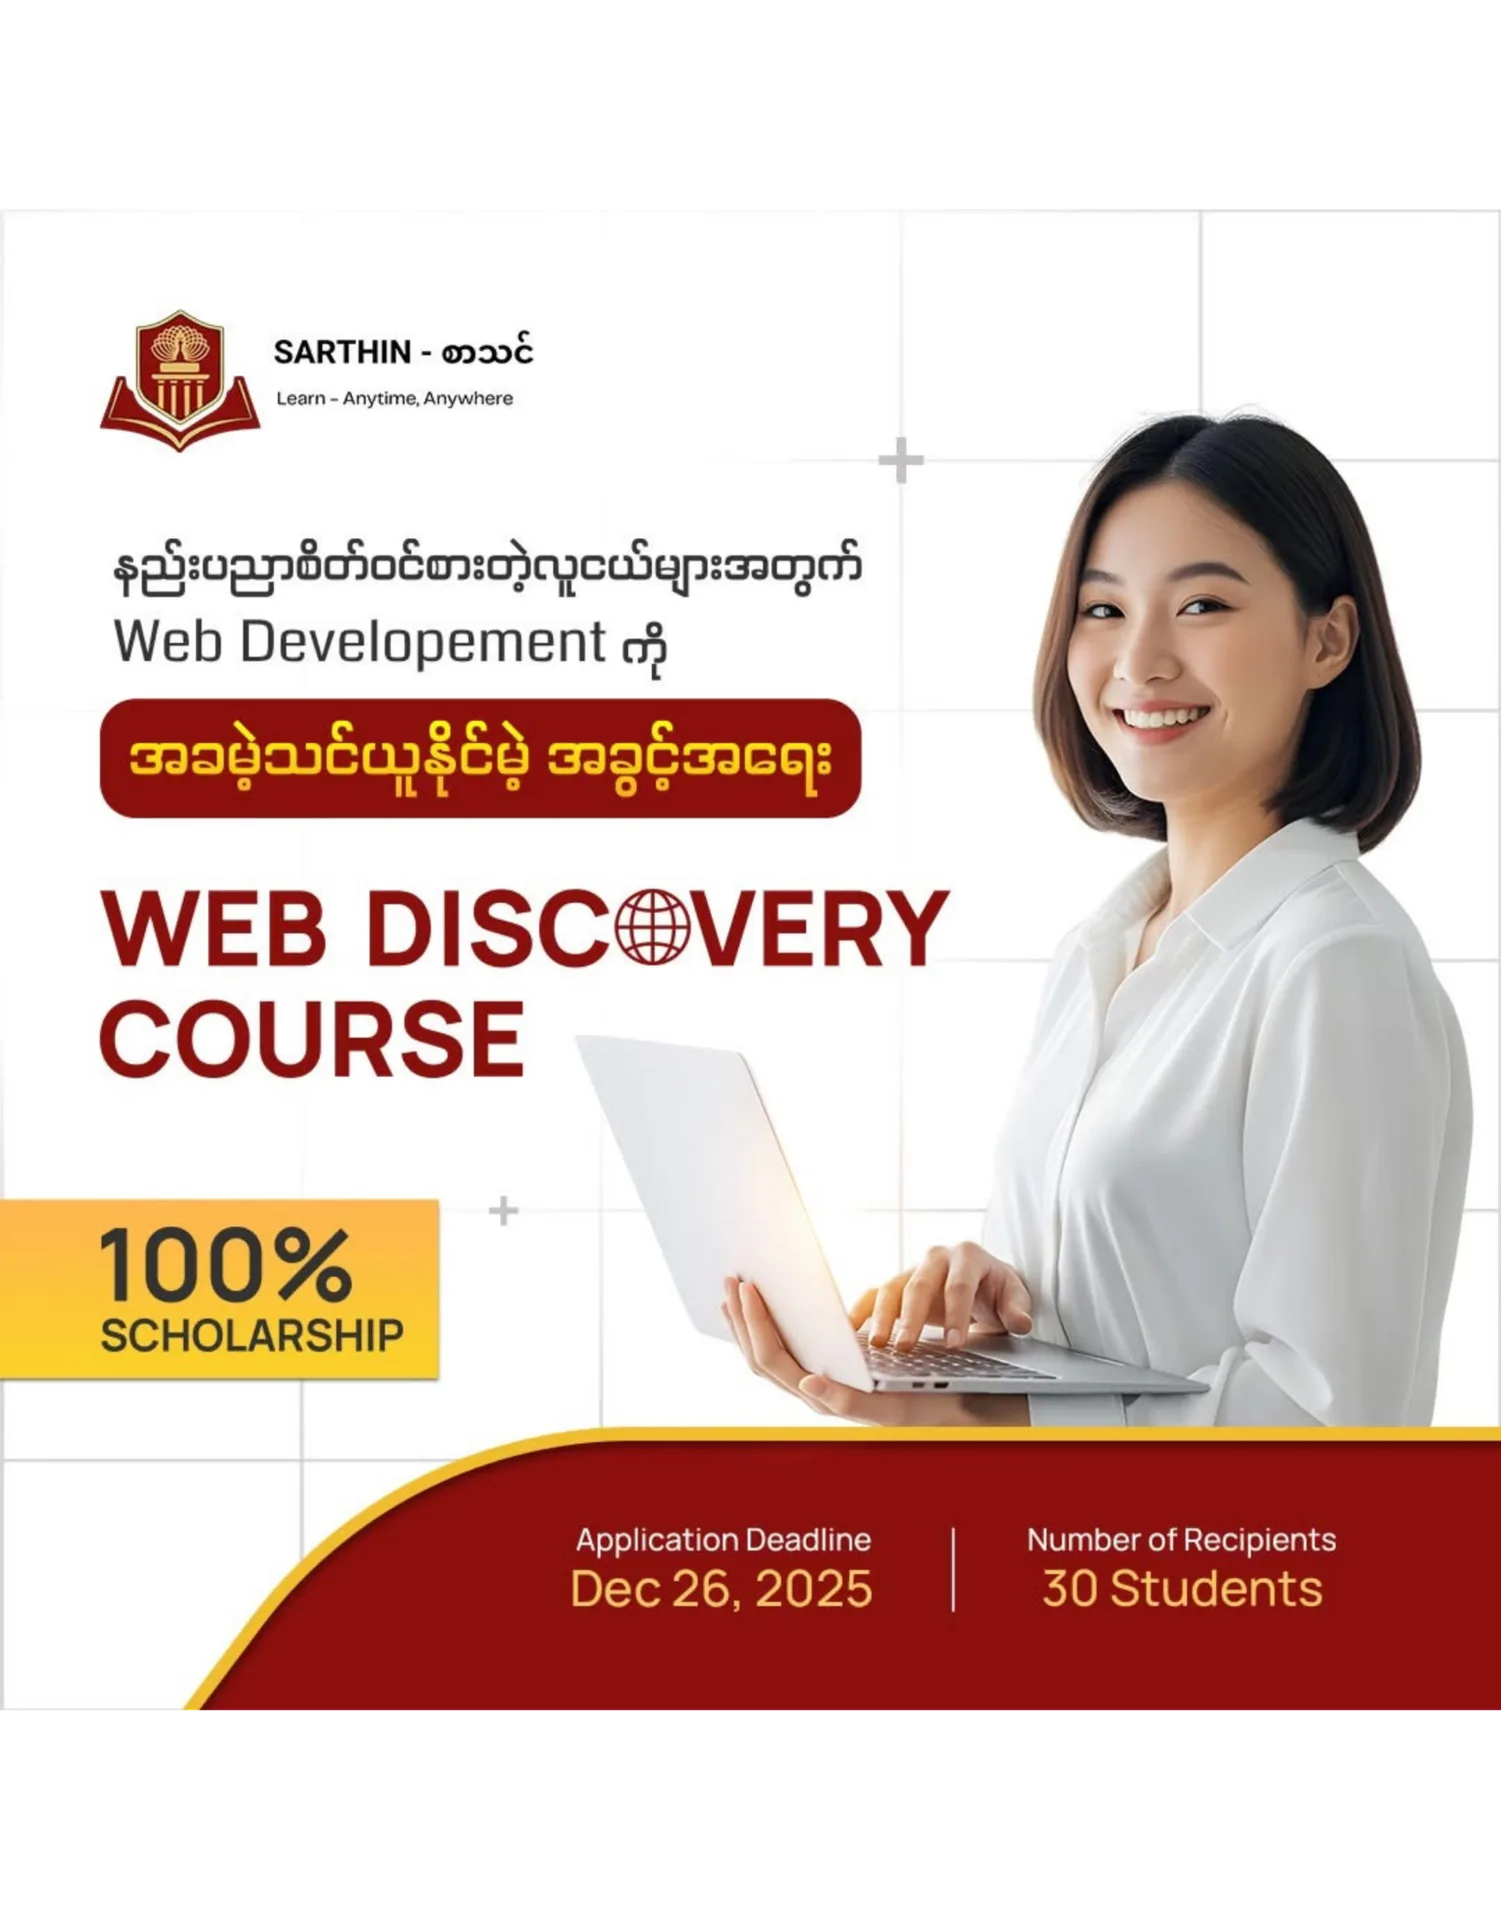 SARTHIN - စာသင်
Learn – Anytime, Anywhere
နည်းပညာစိတ်ဝင်စားတဲ့လူငယ်များအတွက်
Web Developement ကို
အခမဲ့သင်ယူနိုင်မဲ့ အခွင့်အရေး
WEB DISCOVERY
COURSE
100%
SCHOLARSHIP
Application Deadline
Dec 26, 2025
Number of Recipients
30 Students